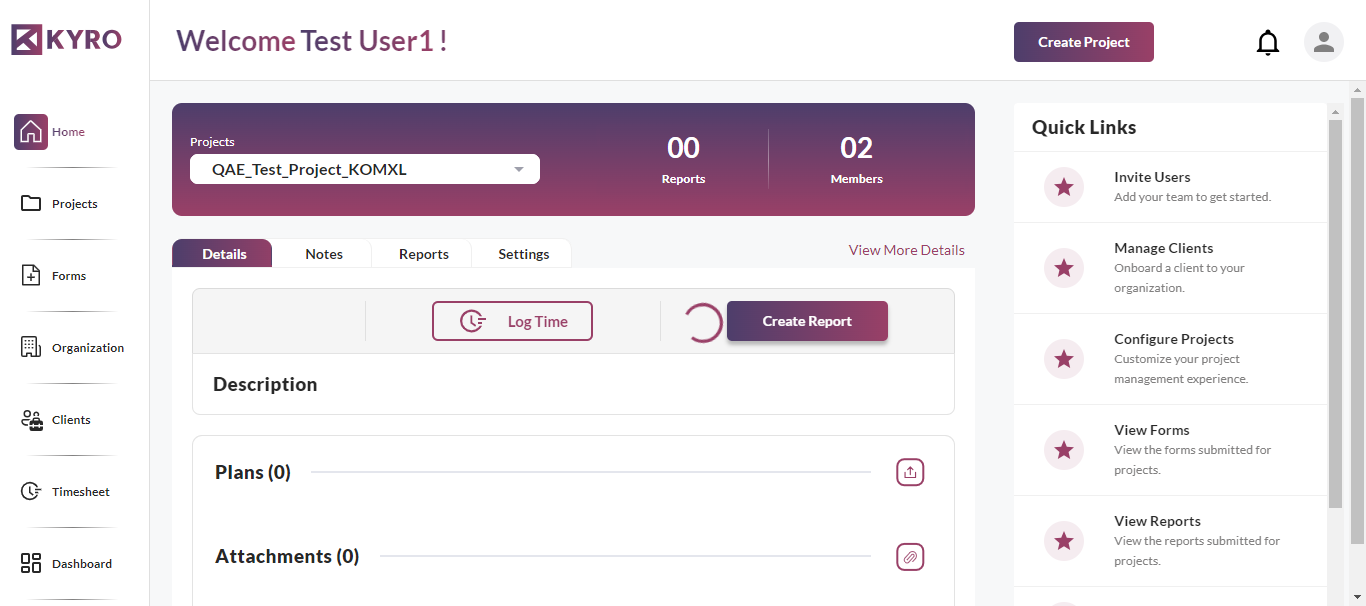 KYRO
Welcome Test User1 !
Create Project
Home
Projects
Forms
Organization
Clients
Timesheet
Dashboard
Projects
QAE_Test_Project_KOMXL
00
Reports
02
Members
Details
Notes
Reports
Settings
View More Details
Log Time
Create Report
Description
Plans (0)
Attachments (0)
Quick Links
Invite Users
Add your team to get started.
Manage Clients
Onboard a client to your
organization.
Configure Projects
Customize your project
management experience.
View Forms
View the forms submitted for
projects.
View Reports
View the reports submitted for
projects.